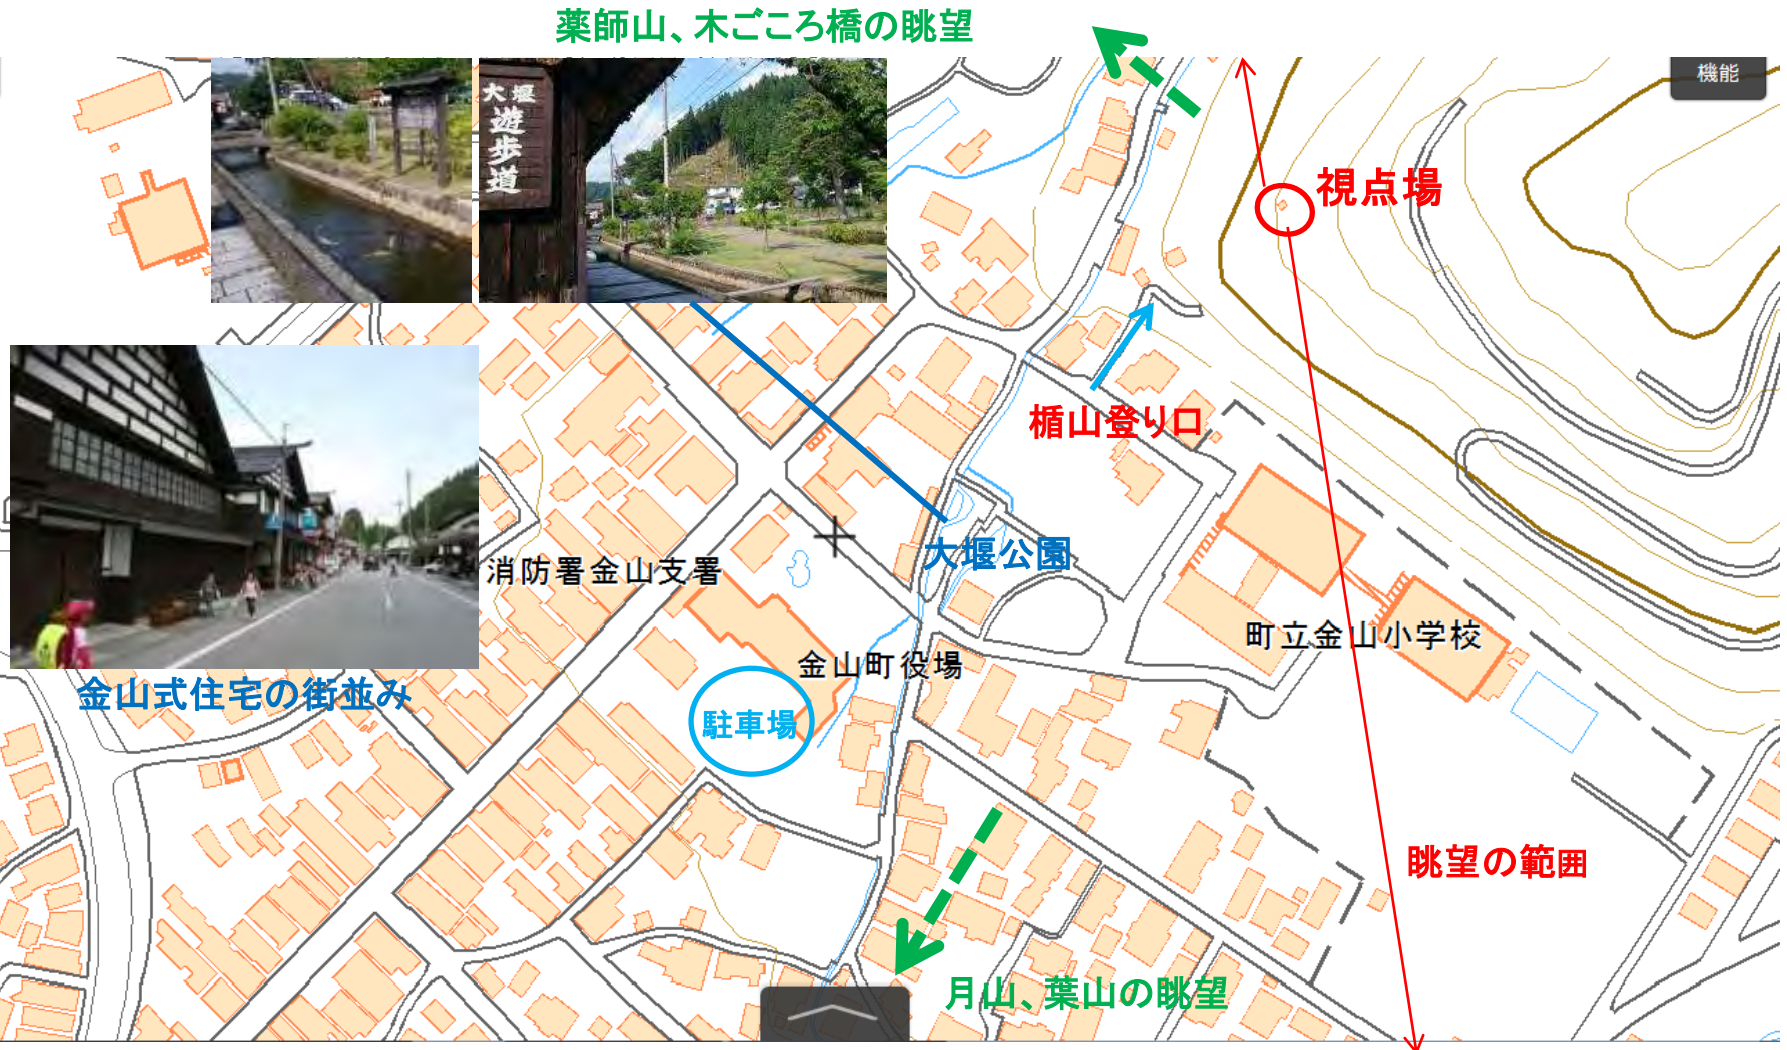 薬師山、木ごころ橋の眺望
機能
大堰
遊歩道
視点場
楯山登り口
大堰公園
消防署金山支署
町立金山小学校
金山町役場
金山式住宅の街並み
駐車場
眺望の範囲
月山、葉山の眺望